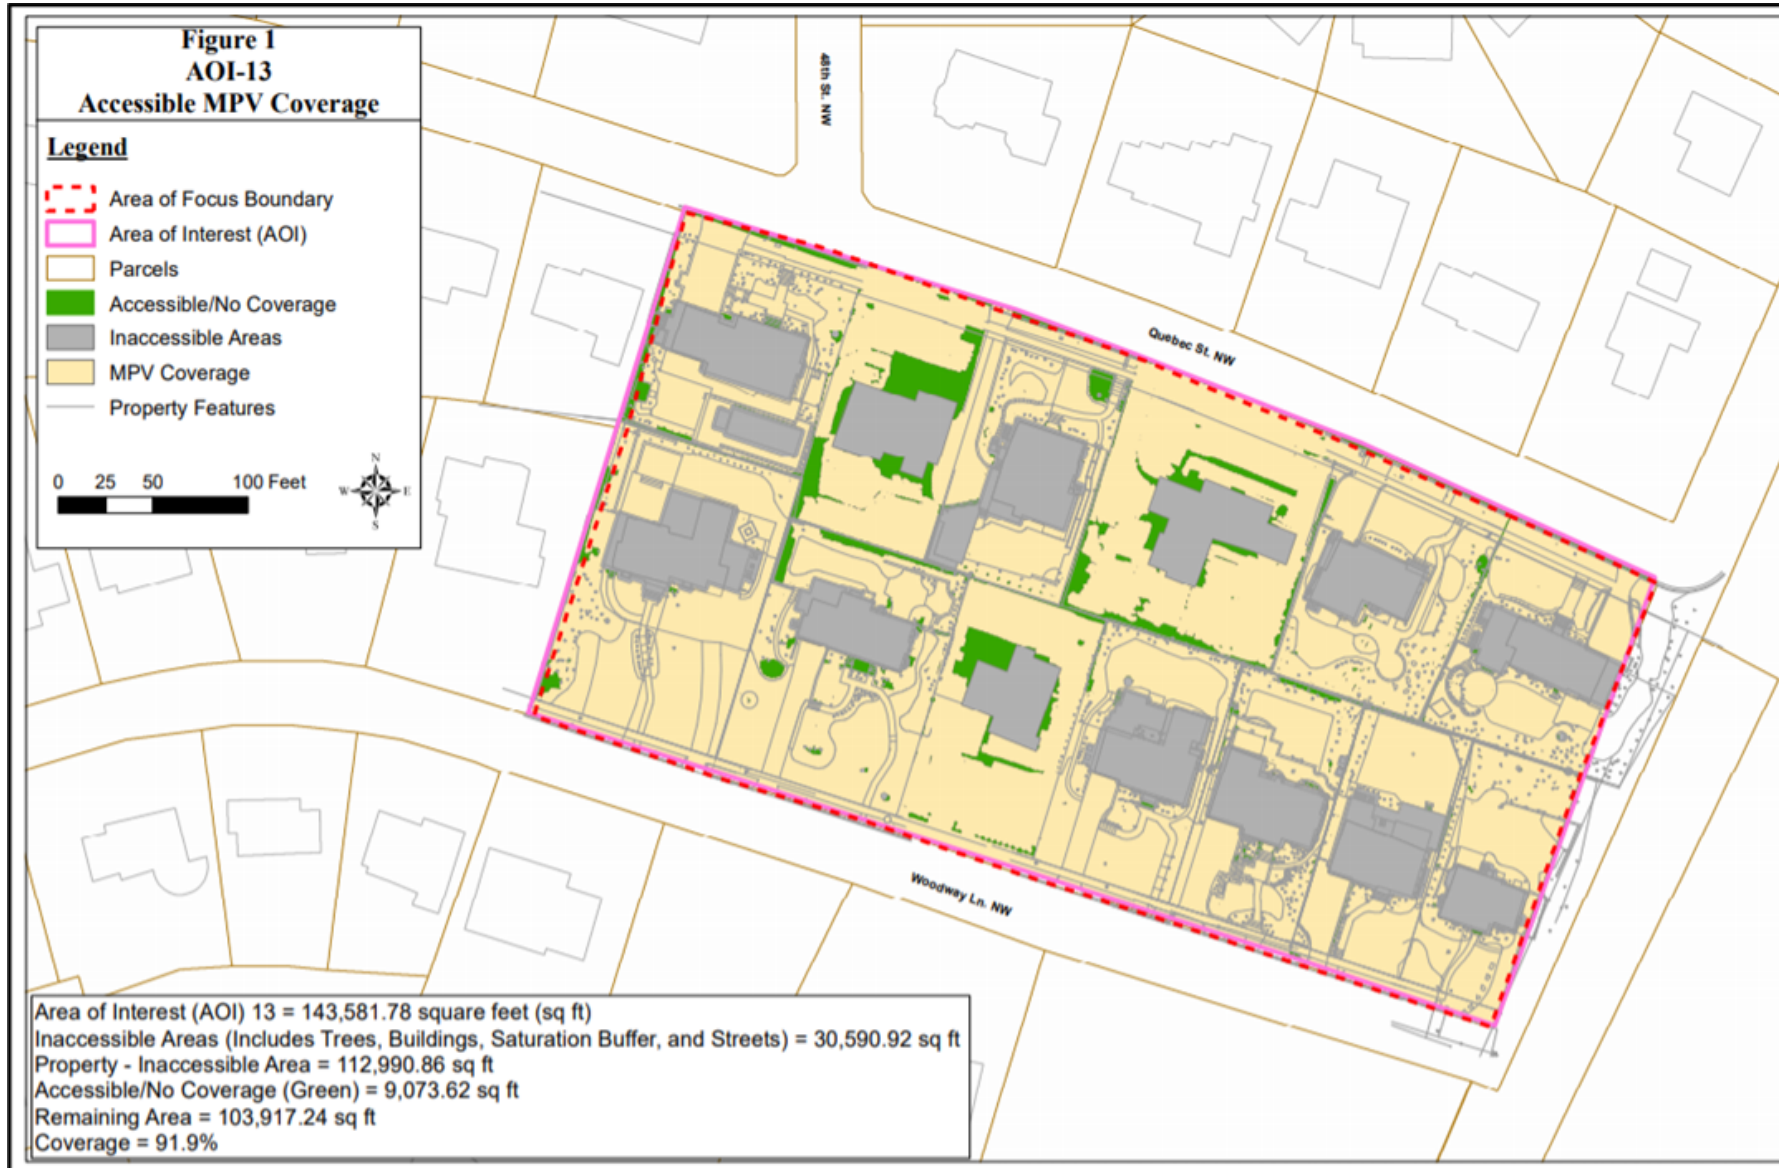 Figure 1
AOI-13
Accessible MPV Coverage
Legend
Area of Focus Boundary
Area of Interest (AOI)
Parcels
Accessible/No Coverage
Inaccessible Areas
MPV Coverage
Property Features
0 25 50 100 Feet
N
W E
S
48th St. NW
Quebec St. NW
Woodway Ln. NW
Area of Interest (AOI) 13 = 143,581.78 square feet (sq ft)
Inaccessible Areas (Includes Trees, Buildings, Saturation Buffer, and Streets) = 30,590.92 sq ft
Property - Inaccessible Area = 112,990.86 sq ft
Accessible/No Coverage (Green) = 9,073.62 sq ft
Remaining Area = 103,917.24 sq ft
Coverage = 91.9%